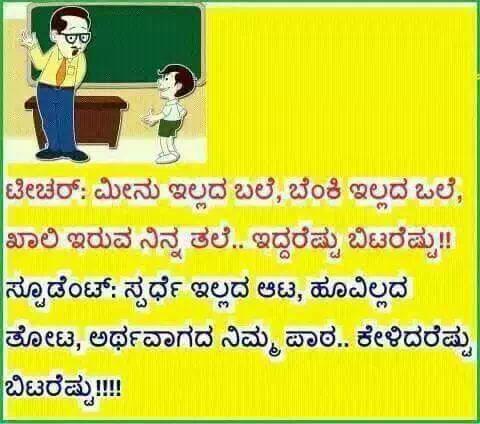 ಟೀಚರ್: ಮೀನು ಇಲ್ಲದ ಬಲೆ, ಬೆಂಕಿ ಇಲ್ಲದ ಒಲೆ,
ಖಾಲಿ ಇರುವ ನಿನ್ನ ತಲೆ.. ಇದ್ದರೆಷ್ಟು ಬಿಟರೆಷ್ಟು!!
ಸ್ಟೂಡೆಂಟ್: ಸ್ಪರ್ಧೆ ಇಲ್ಲದ ಆಟ, ಹೂವಿಲ್ಲದ
ತೋಟ, ಅರ್ಥವಾಗದ ನಿಮ್ಮ ಪಾಠ.. ಕೇಳಿದರೆಷ್ಟು
ಬಿಟರೆಷ್ಟು!!!!